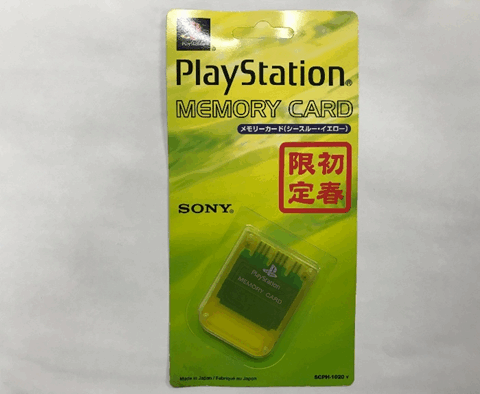 PlayStation
PlayStation®
MEMORY CARD
メモリーカード(シースルー・イエロー)
初春
限定
SONY®
PlayStation
MEMORY CARD
Made in Japan / Fabriqué au Japon
SCPH-1020